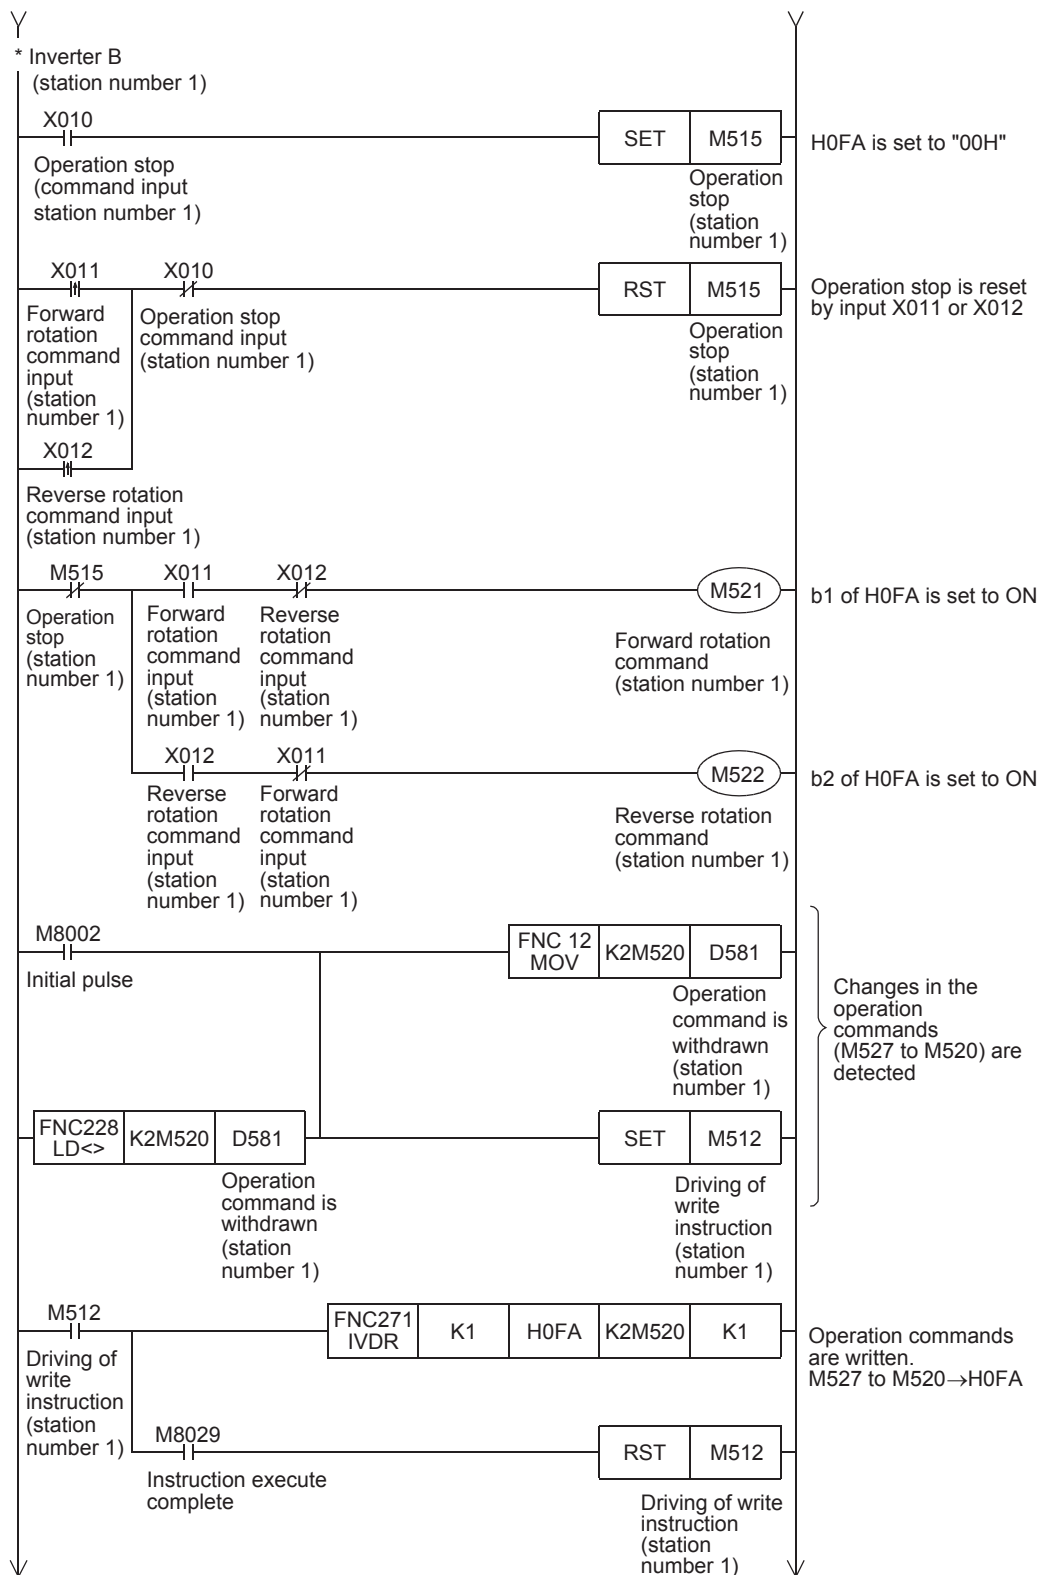 * Inverter B
(station number 1)
X010
SET M515
H0FA is set to "00H"
Operation stop
(command input
station number 1)
Operation
stop
(station
number 1)
X011 X010
RST M515
Operation stop is reset
by input X011 or X012
Forward
rotation
command
input
(station
number 1)
Operation stop
command input
(station number 1)
Operation
stop
(station
number 1)
X012
Reverse rotation
command input
(station number 1)
M515 X011 X012
M521
b1 of H0FA is set to ON
Operation
stop
(station
number 1)
Forward
rotation
command
input
(station
number 1)
Reverse
rotation
command
input
(station
number 1)
Forward rotation
command
(station number 1)
X012 X011
M522
b2 of H0FA is set to ON
Reverse
rotation
command
input
(station
number 1)
Forward
rotation
command
input
(station
number 1)
Reverse rotation
command
(station number 1)
M8002
FNC 12
MOV
K2M520 D581
Initial pulse
Operation
command is
withdrawn
(station
number 1)
Changes in the
operation
commands
(M527 to M520) are
detected
FNC228
LD<>
K2M520 D581
SET M512
Operation
command is
withdrawn
(station
number 1)
Driving of
write
instruction
(station
number 1)
M512
FNC271
IVDR
K1 H0FA K2M520 K1
Operation commands
are written.
M527 to M520→H0FA
Driving of
write
instruction
(station
number 1)
M8029
RST M512
Instruction execute
complete
Driving of write
instruction
(station
number 1)